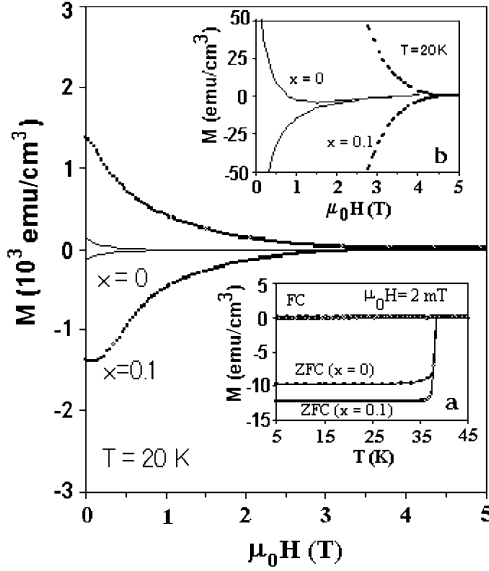 3
2
1
0
-1
-2
-3
M (10³ emu/cm³)
0 1 2 3 4 5
μ₀H (T)
x = 0
x=0.1
T = 20 K
50
25
0
-25
50
M (emu/cm³)
0 1 2 3 4 5
μ₀H (T)
T=20K
x = 0
x = 0.1
b
5
0
-5
-10
-15
M (emu/cm³)
5 15 25 35 45
T (K)
FC
μ₀H= 2 mT
ZFC (x = 0)
ZFC (x = 0.1)
a